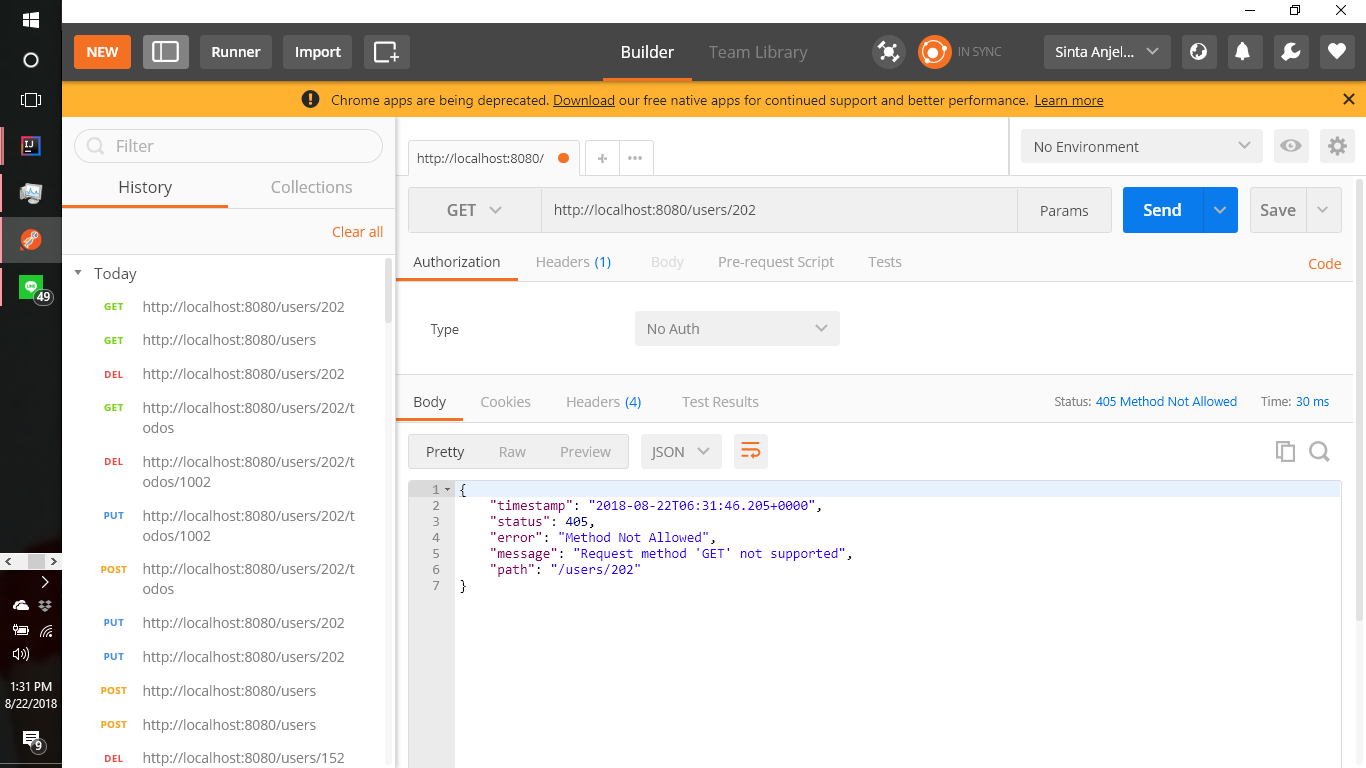 NEW
Runner
Import
Builder
Team Library
IN SYNC
Sinta Anjel...
Chrome apps are being deprecated. Download our free native apps for continued support and better performance. Learn more
Filter
History
Collections
Clear all
Today
GET http://localhost:8080/users/202
GET http://localhost:8080/users
DEL http://localhost:8080/users/202
GET http://localhost:8080/users/202/t
odos
DEL http://localhost:8080/users/202/t
odos/1002
PUT http://localhost:8080/users/202/t
odos/1002
POST http://localhost:8080/users/202/t
odos
PUT http://localhost:8080/users/202
PUT http://localhost:8080/users/202
POST http://localhost:8080/users
POST http://localhost:8080/users
DEL http://localhost:8080/users/152
http://localhost:8080/
No Environment
GET http://localhost:8080/users/202 Params Send Save
Authorization Headers (1) Body Pre-request Script Tests Code
Type No Auth
Body Cookies Headers (4) Test Results Status: 405 Method Not Allowed Time: 30 ms
Pretty Raw Preview JSON
1 {
2 "timestamp": "2018-08-22T06:31:46.205+0000",
3 "status": 405,
4 "error": "Method Not Allowed",
5 "message": "Request method 'GET' not supported",
6 "path": "/users/202"
7 }
IJ
49
1:31 PM
8/22/2018
9